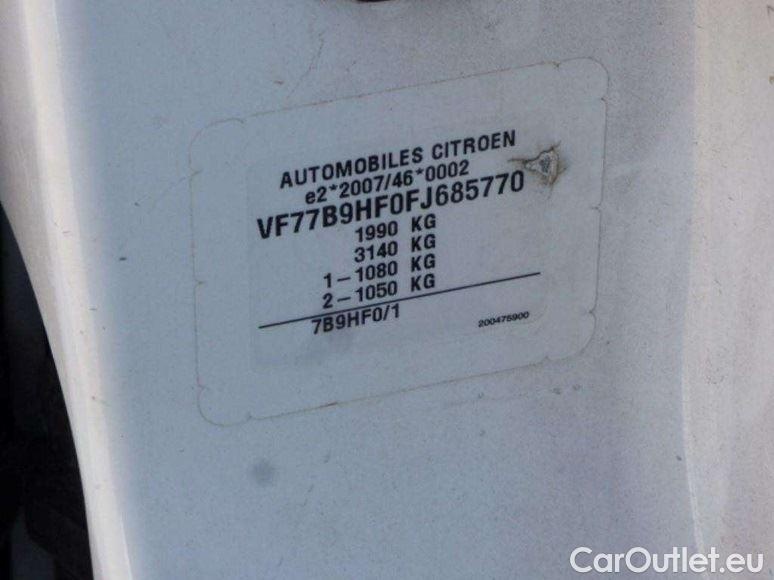 AUTOMOBILES CITROEN
e2*2007/46*0002
VF77B9HF0FJ685770
1990 KG
3140 KG
1-1080 KG
2-1050 KG
7B9HF0/1
200475900
CarOutlet.eu